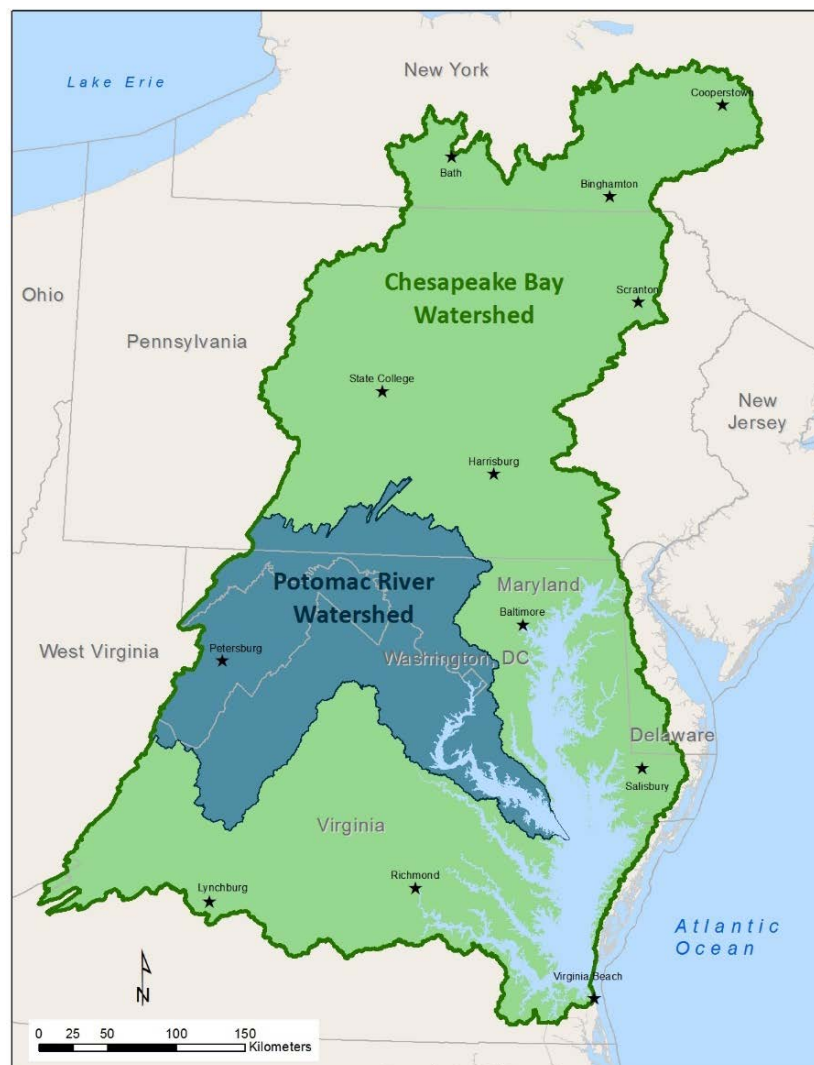 New York
Lake Erie
Cooperstown
Bath
Binghamton
Chesapeake Bay
Watershed
Ohio
Scranton
Pennsylvania
State College
New
Jersey
Harrisburg
Potomac River
Watershed
Maryland
Baltimore
West Virginia
Petersburg
Washington, DC
Delaware
Salisbury
Virginia
Richmond
Lynchburg
Atlantic
Ocean
Virginia Beach
N
0 25 50 100 150
Kilometers